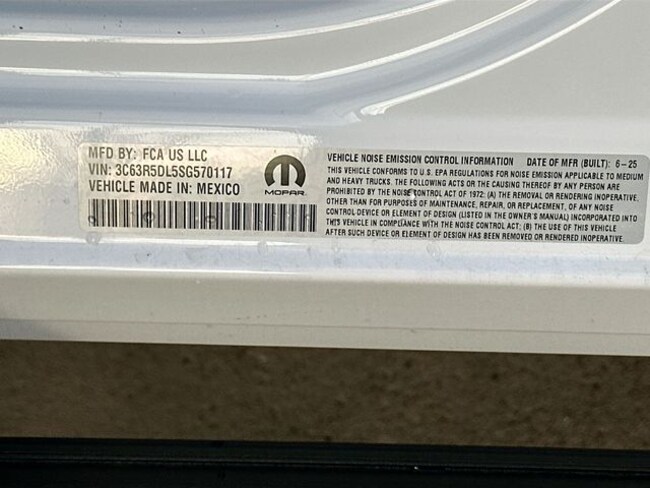 MFD BY: FCA US LLC
VIN: 3C63R5DL5SG570117
VEHICLE MADE IN: MEXICO
MOPAR
VEHICLE NOISE EMISSION CONTROL INFORMATION DATE OF MFR (BUILT): 6-25
THIS VEHICLE CONFORMS TO U.S. EPA REGULATIONS FOR NOISE EMISSION APPLICABLE TO MEDIUM
AND HEAVY TRUCKS. THE FOLLOWING ACTS OR THE CAUSING THEREOF BY ANY PERSON ARE
PROHIBITED BY THE NOISE CONTROL ACT OF 1972: (A) THE REMOVAL OR RENDERING INOPERATIVE,
OTHER THAN FOR PURPOSES OF MAINTENANCE, REPAIR, OR REPLACEMENT, OF ANY NOISE
CONTROL DEVICE OR ELEMENT OF DESIGN (LISTED IN THE OWNER'S MANUAL) INCORPORATED INTO
THIS VEHICLE IN COMPLIANCE WITH THE NOISE CONTROL ACT; (B) THE USE OF THIS VEHICLE
AFTER SUCH DEVICE OR ELEMENT OF DESIGN HAS BEEN REMOVED OR RENDERED INOPERATIVE.